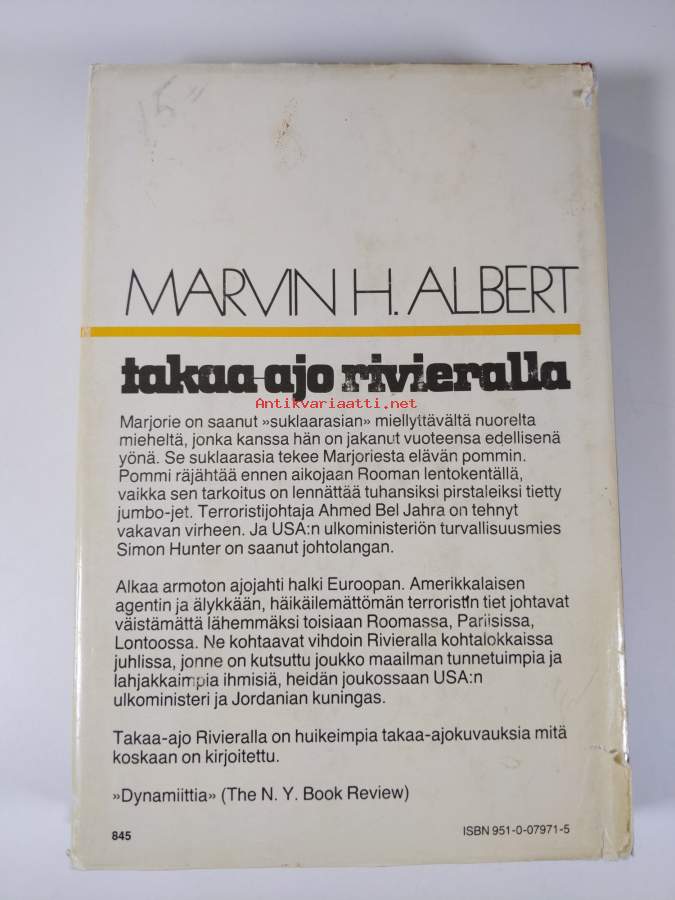 15"
MARVIN H. ALBERT
takaa-ajo rivieralla
Antikvariaatti.net
Marjorie on saanut »suklaarasian» miellyttävältä nuorelta
mieheltä, jonka kanssa hän on jakanut vuoteensa edellisenä
yönä. Se suklaarasia tekee Marjoriesta elävän pommin.
Pommi räjähtää ennen aikojaan Rooman lentokentällä,
vaikka sen tarkoitus on lennättää tuhansiksi pirstaleiksi tietty
jumbo-jet. Terroristijohtaja Ahmed Bel Jahra on tehnyt
vakavan virheen. Ja USA:n ulkoministeriön turvallisuusmies
Simon Hunter on saanut johtolangan.
Alkaa armoton ajojahti halki Euroopan. Amerikkalaisen
agentin ja älykkään, häikäilemättömän terroristin tiet johtavat
väistämättä lähemmäksi toisiaan Roomassa, Pariisissa,
Lontoossa. Ne kohtaavat vihdoin Rivieralla kohtalokkaissa
juhlissa, jonne on kutsuttu joukko maailman tunnetuimpia ja
lahjakkaimpia ihmisiä, heidän joukossaan USA:n
ulkoministeri ja Jordanian kuningas.
Takaa-ajo Rivieralla on huikeimpia takaa-ajokuvauksia mitä
koskaan on kirjoitettu.
»Dynamiittia» (The N. Y. Book Review)
845
ISBN 951-0-07971-5